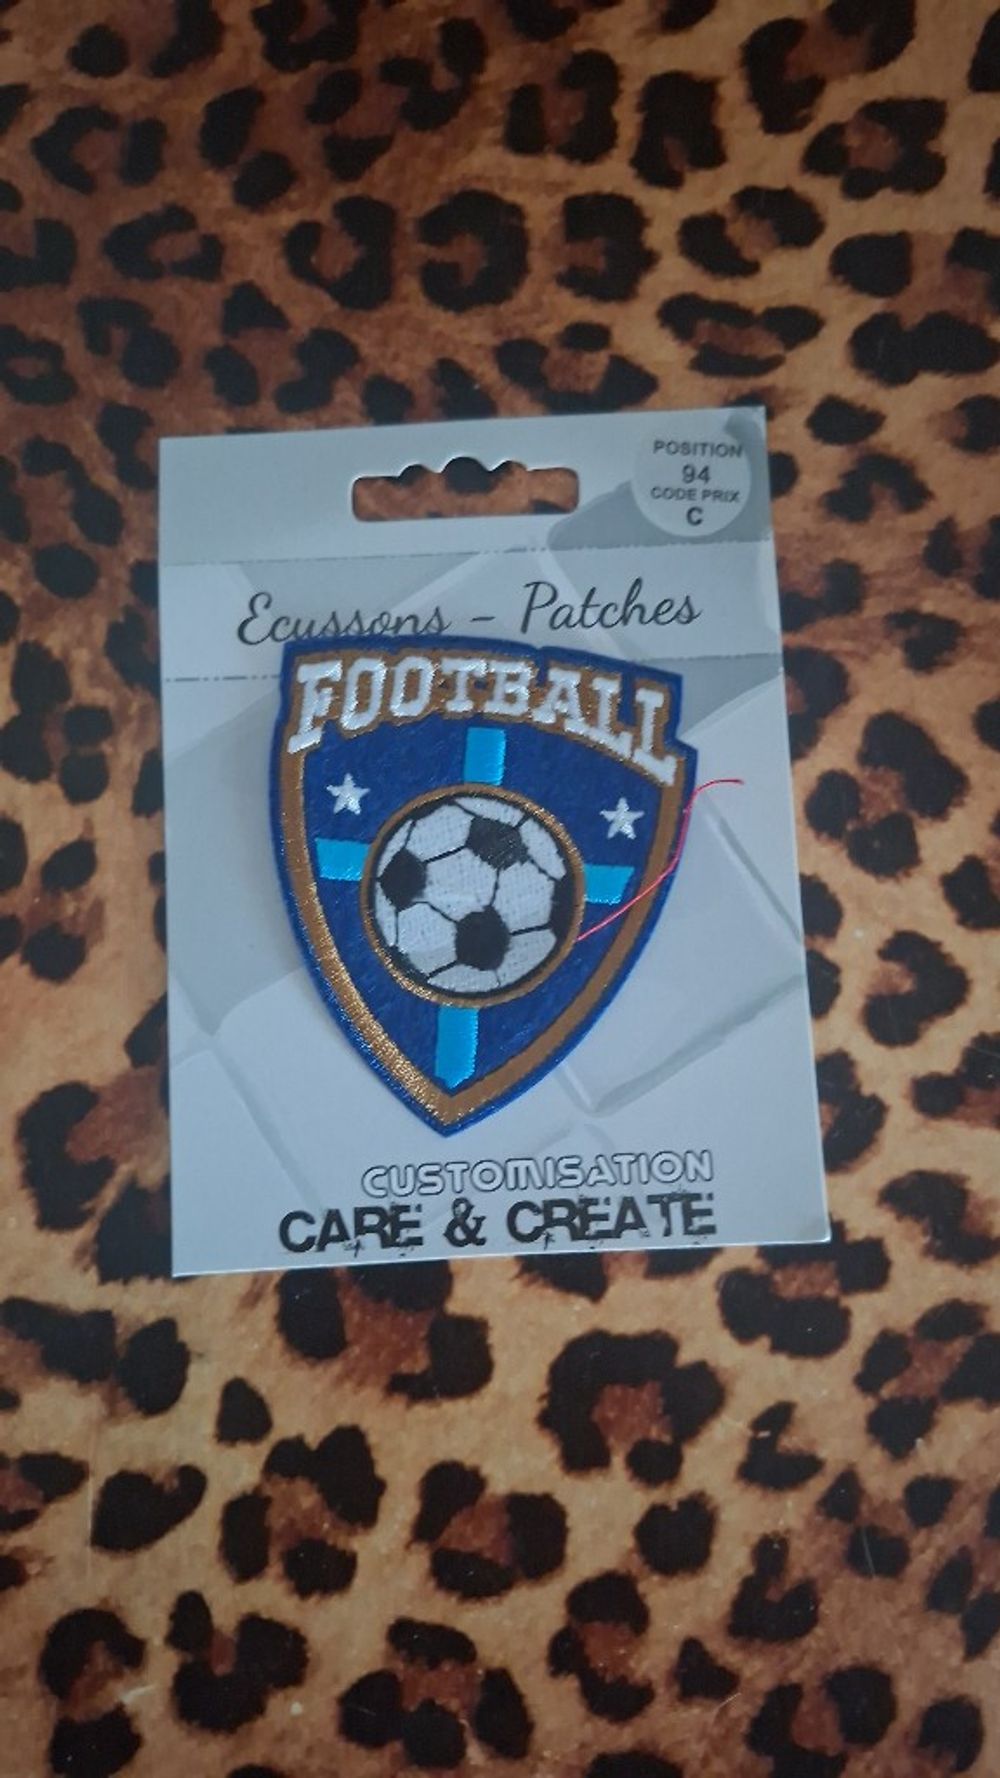 POSITION
94
CODE PRIX
C
Ecussons - Patches
FOOTBALL
CUSTOMISATION
CARE & CREATE